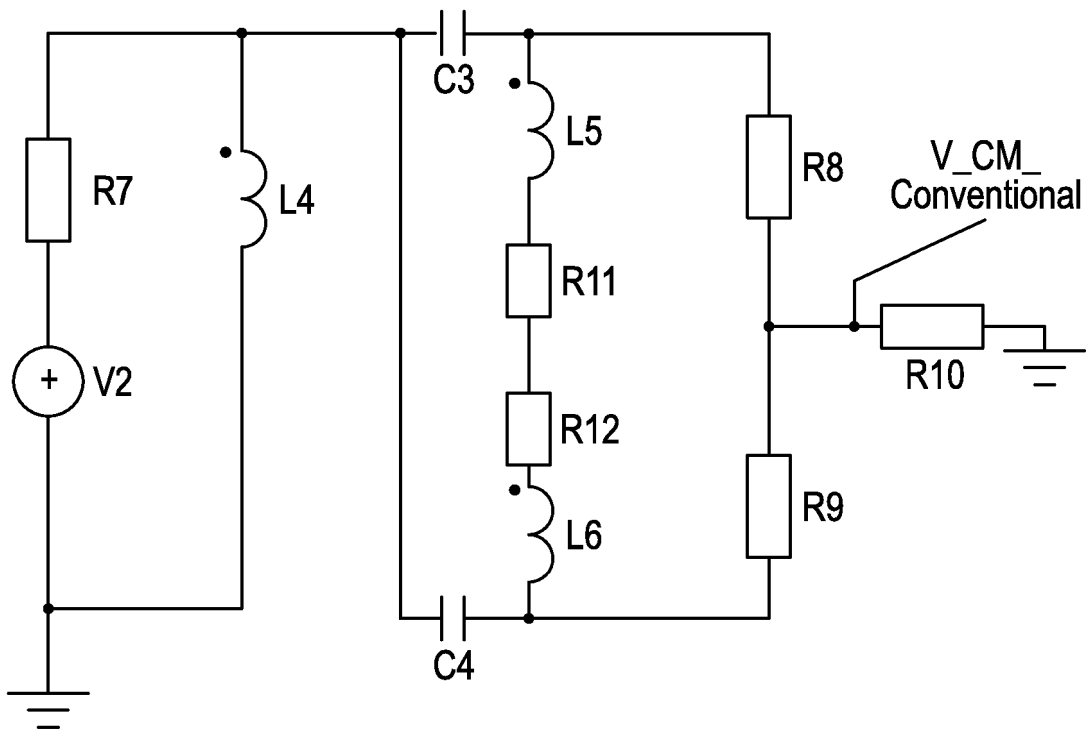 C3
L5
R8
V_CM_
Conventional
R7
L4
R11
R10
V2
R12
L6
R9
C4